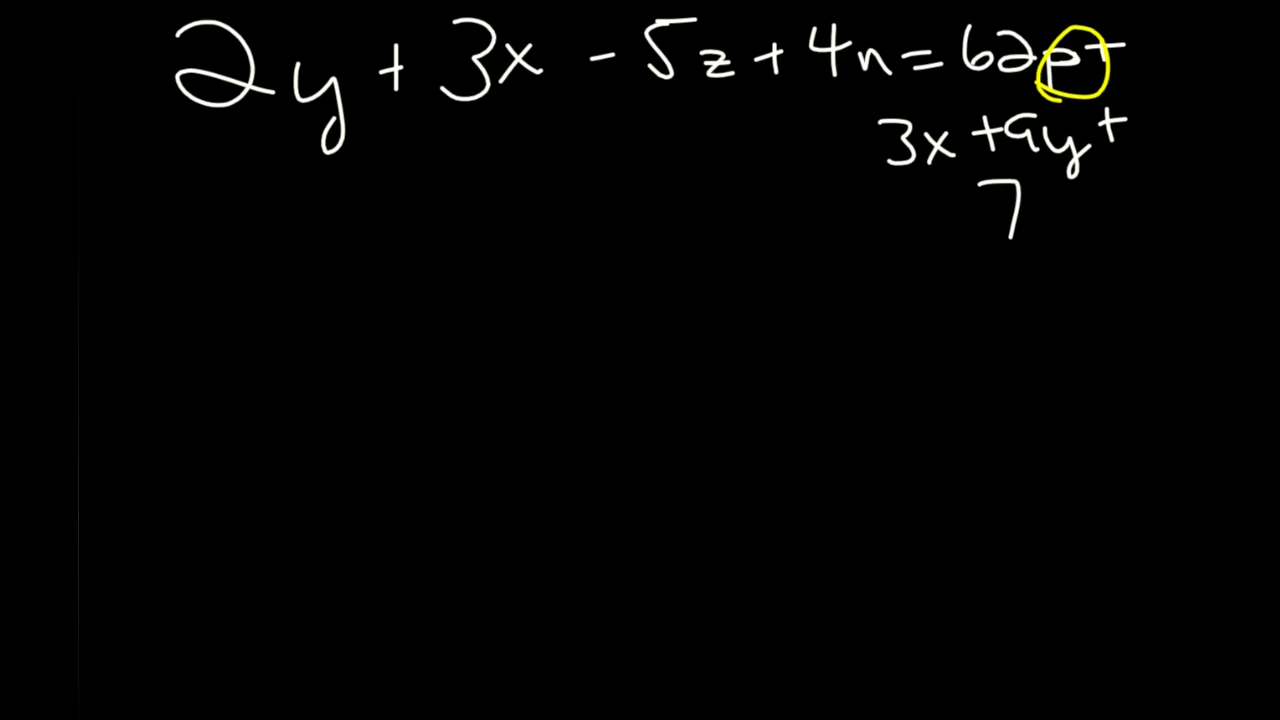 2y + 3x - 5z + 4n = 62p +
3x + 9y +
7